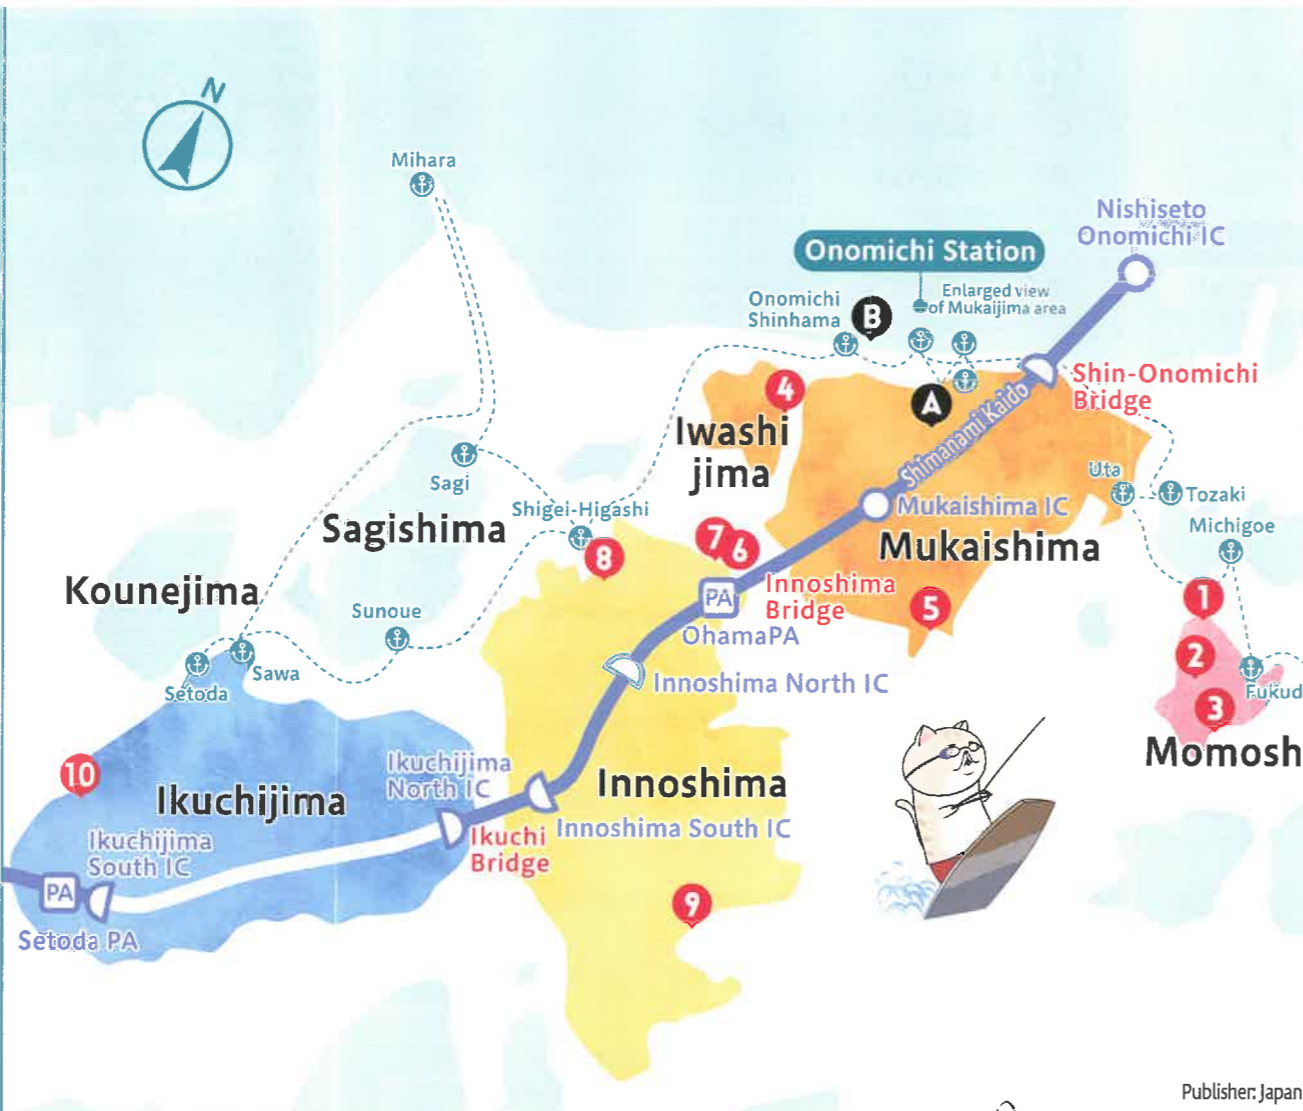 N
Mihara
Nishiseto
Onomichi IC
Onomichi Station
Enlarged view
of Mukaijima area
Onomichi
Shinhama
B
Shin-Onomichi
Bridge
4
A
Shimanami Kaido
Iwashi
jima
Sagi
Uta
Tozaki
Shigei-Higashi
Mukaishima IC
Michigoe
Sagishima
Mukaishima
7
6
8
Kounejima
Innoshima
Bridge
PA
OhamaPA
5
1
Sunoue
2
Sawa
Setoda
Innoshima North IC
Fukud
3
Momosh
10
Ikuchijima
North IC
Innoshima
Ikuchijima
Innoshima South IC
Ikuchi
Bridge
Ikuchijima
South IC
PA
Setoda PA
9
Publisher: Japan